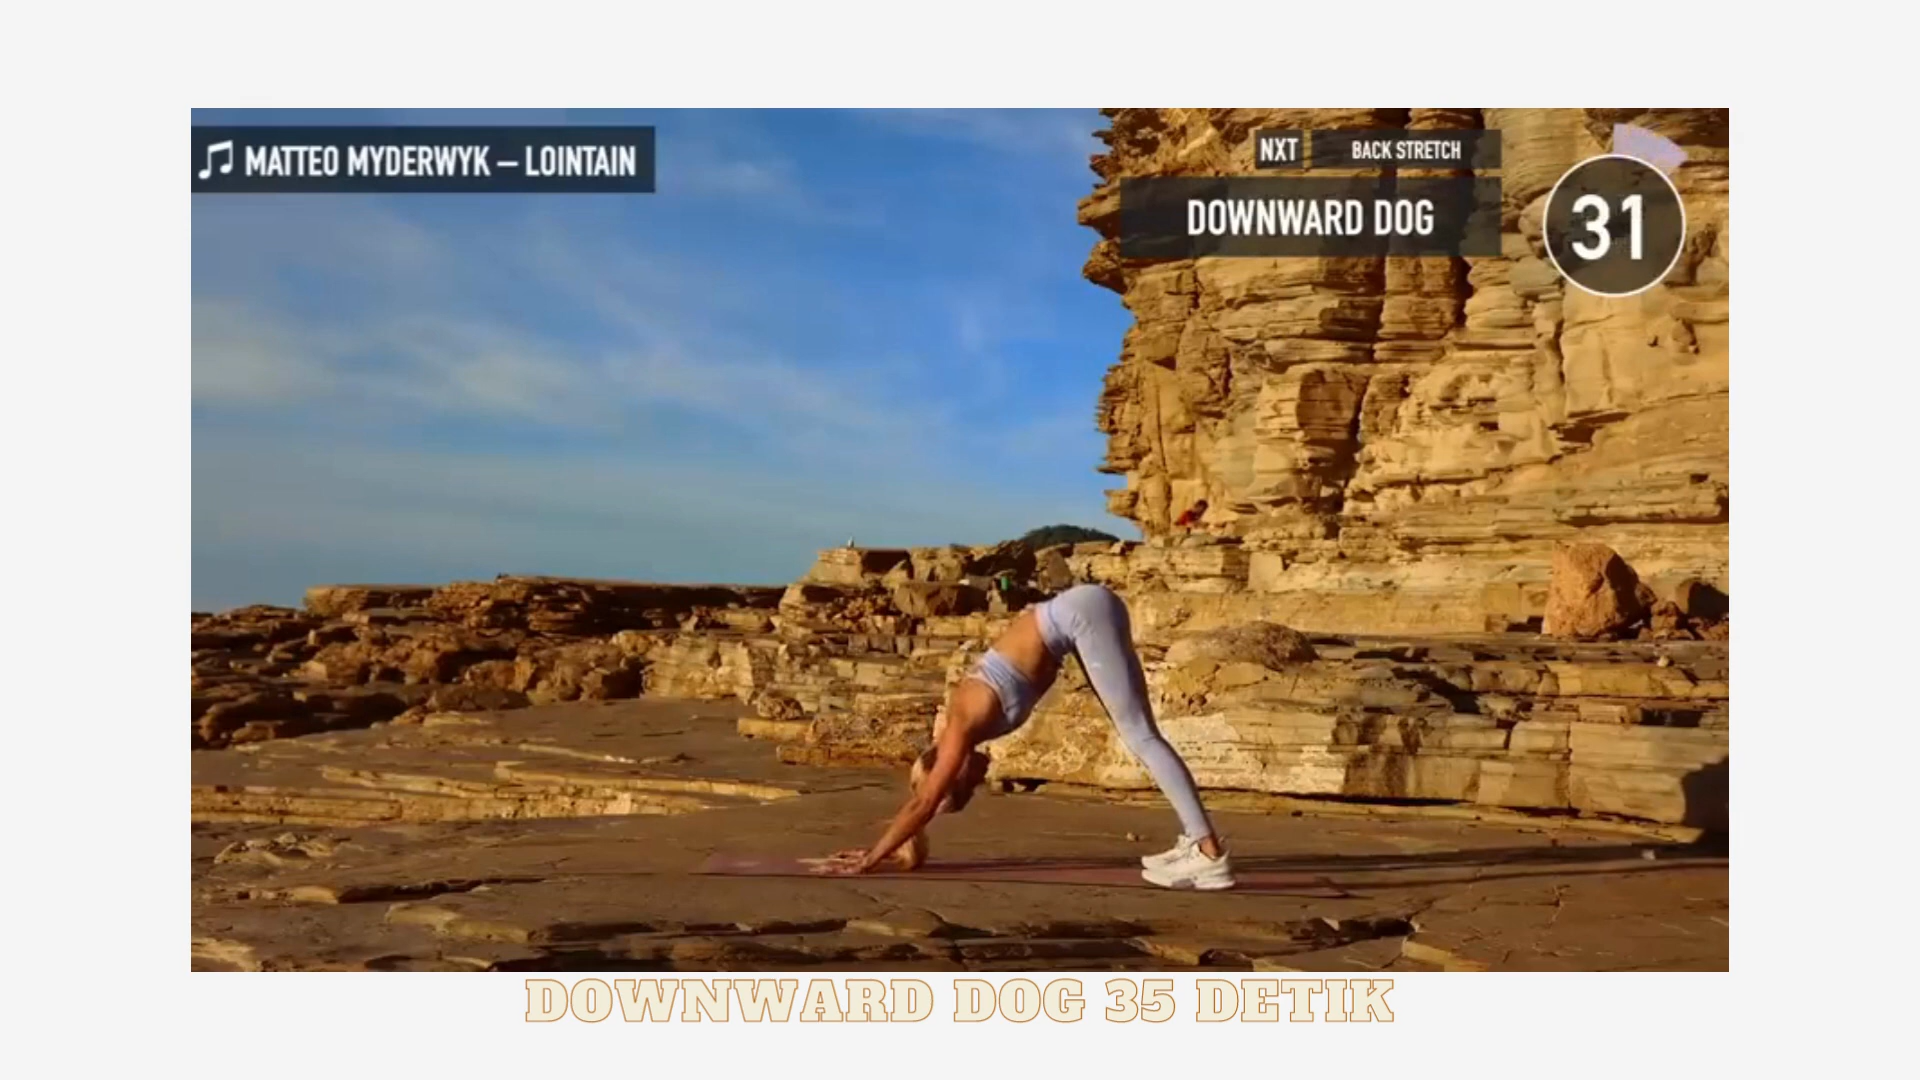 MATTEO MYDERWYK – LOINTAIN
NXT BACK STRETCH
DOWNWARD DOG
31
DOWNWARD DOG 35 DETIK